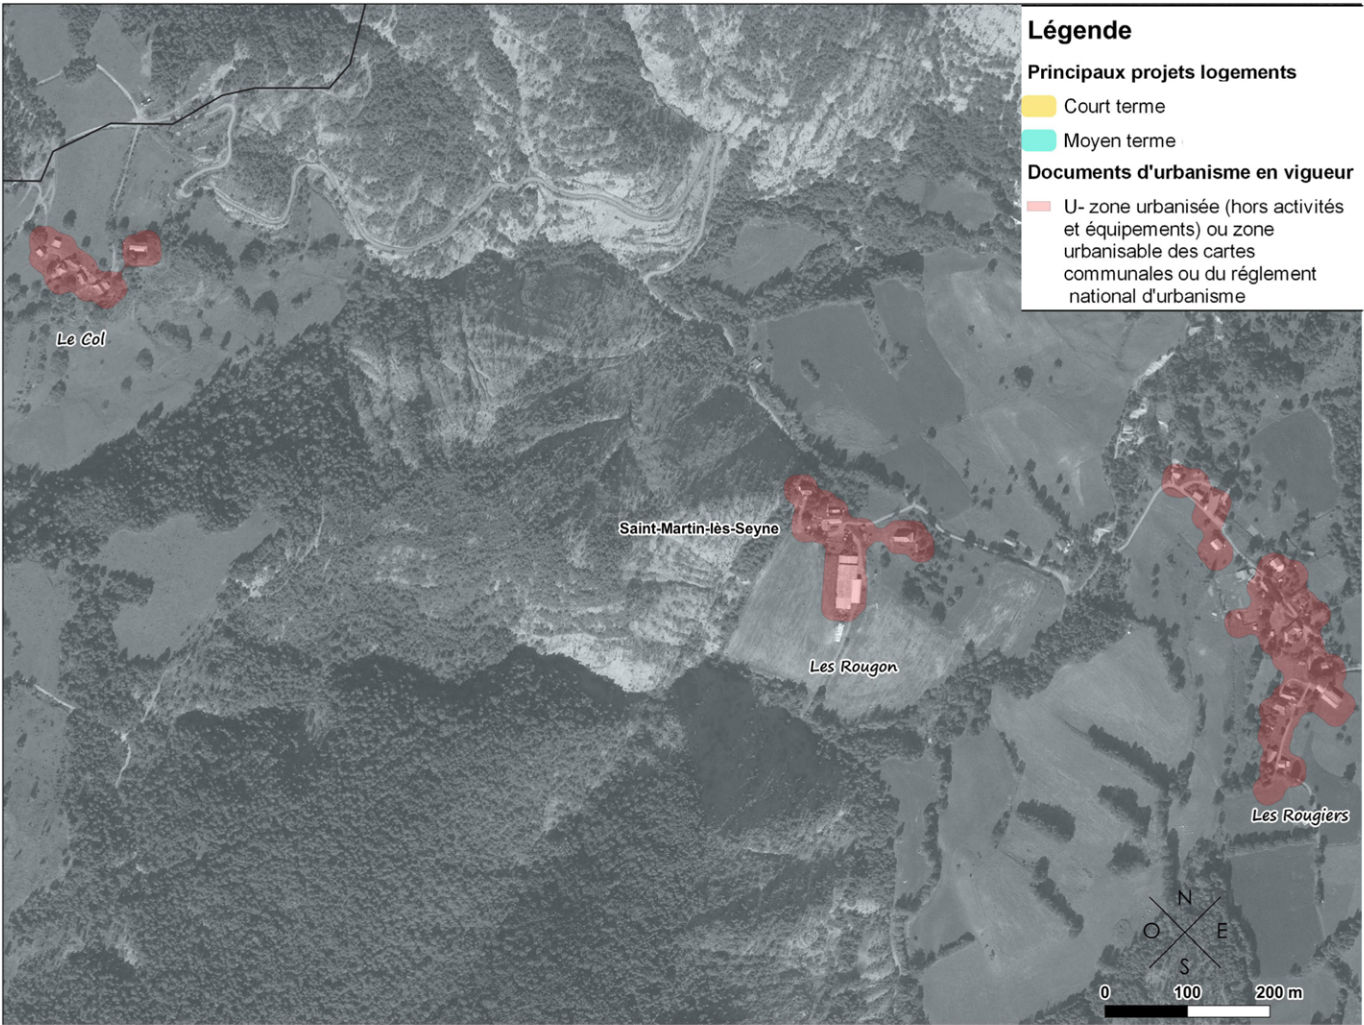 Légende
Principaux projets logements
Court terme
Moyen terme
Documents d'urbanisme en vigueur
U- zone urbanisée (hors activités
et équipements) ou zone
urbanisable des cartes
communales ou du réglement
national d'urbanisme
Le Col
Saint-Martin-lès-Seyne
Les Rougon
Les Rougiers
N
O E
S
0 100 200 m